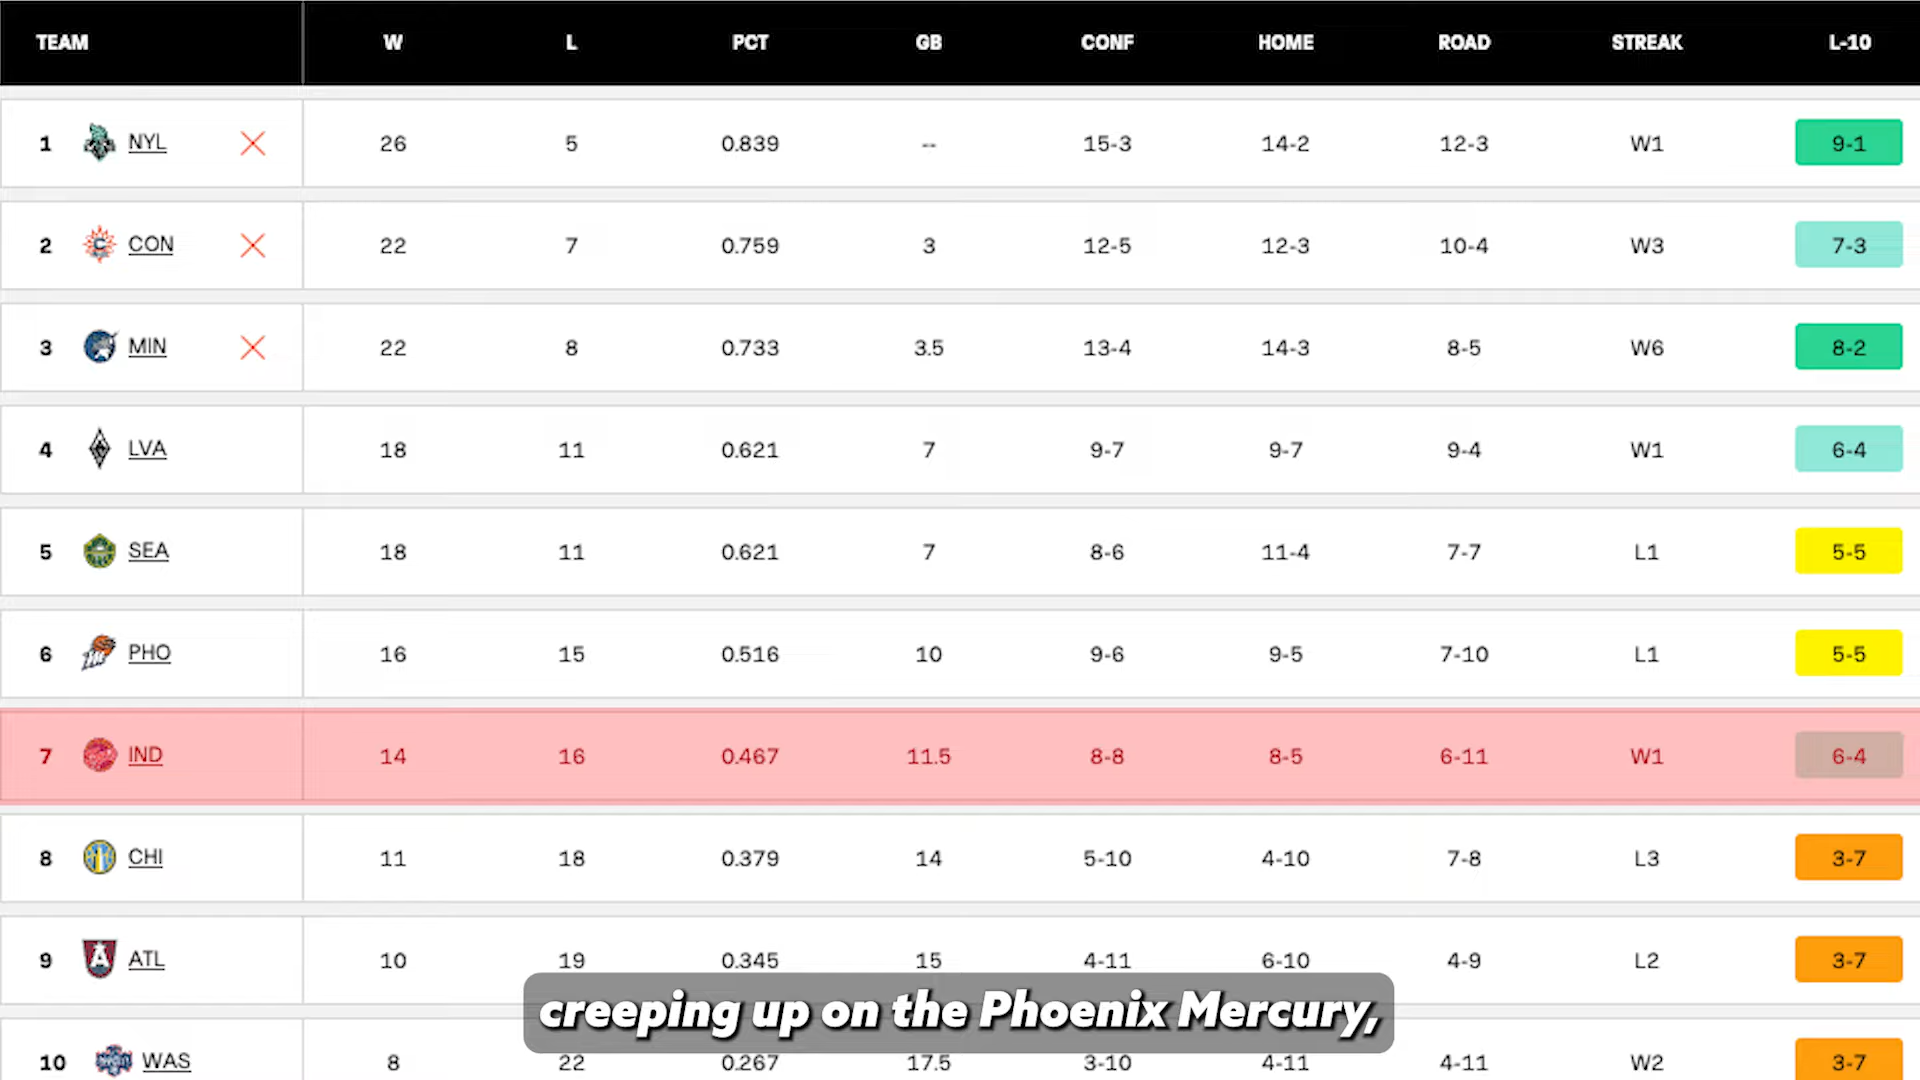 TEAM W L PCT GB CONF HOME ROAD STREAK L-10
1 NYL 26 5 0.839 -- 15-3 14-2 12-3 W1 9-1
2 CON 22 7 0.759 3 12-5 12-3 10-4 W3 7-3
3 MIN 22 8 0.733 3.5 13-4 14-3 8-5 W6 8-2
4 LVA 18 11 0.621 7 9-7 9-7 9-4 W1 6-4
5 SEA 18 11 0.621 7 8-6 11-4 7-7 L1 5-5
6 PHO 16 15 0.516 10 9-6 9-5 7-10 L1 5-5
7 IND 14 16 0.467 11.5 8-8 8-5 6-11 W1 6-4
8 CHI 11 18 0.379 14 5-10 4-10 7-8 L3 3-7
9 ATL 10 19 0.345 15 4-11 6-10 4-9 L2 3-7
creeping up on the Phoenix Mercury,
10 WAS 8 22 0.267 17.5 3-10 4-11 4-11 W2 3-7